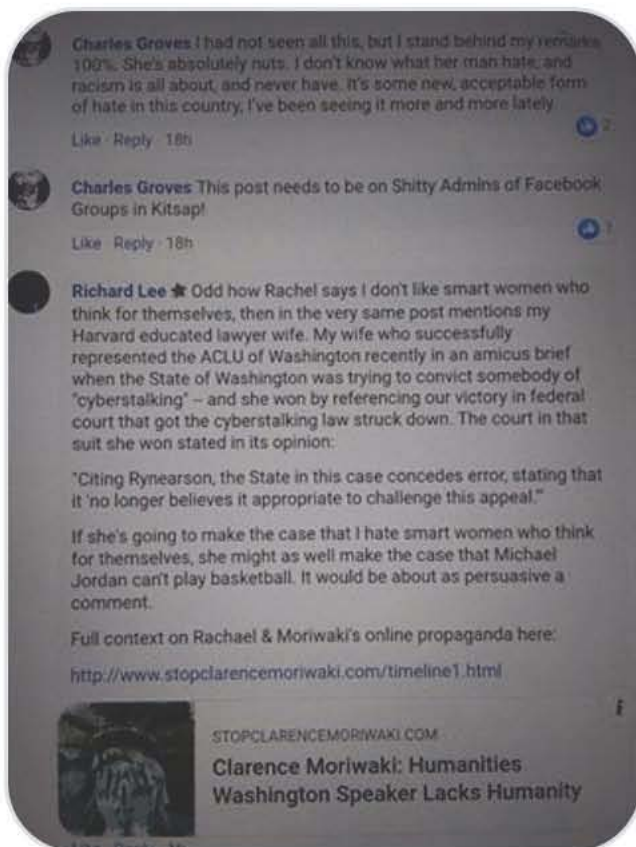 Charles Groves I had not seen all this, but I stand behind my remarks
100%. She's absolutely nuts. I don't know what her man hate, and
racism is all about, and never have. It's some new, acceptable form
of hate in this country, I've been seeing it more and more lately.
2
Like · Reply · 18h
Charles Groves This post needs to be on Shitty Admins of Facebook
Groups in Kitsap!
1
Like · Reply · 18h
Richard Lee ★ Odd how Rachel says I don't like smart women who
think for themselves, then in the very same post mentions my
Harvard educated lawyer wife. My wife who successfully
represented the ACLU of Washington recently in an amicus brief
when the State of Washington was trying to convict somebody of
"cyberstalking" – and she won by referencing our victory in federal
court that got the cyberstalking law struck down. The court in that
suit she won stated in its opinion:
"Citing Rynearson, the State in this case concedes error, stating that
it 'no longer believes it appropriate to challenge this appeal.'"
If she's going to make the case that I hate smart women who think
for themselves, she might as well make the case that Michael
Jordan can't play basketball. It would be about as persuasive a
comment.
Full context on Rachael & Moriwaki's online propaganda here:
http://www.stopclarencemoriwaki.com/timeline1.html
i
STOPCLARENCEMORIWAKI.COM
Clarence Moriwaki: Humanities
Washington Speaker Lacks Humanity